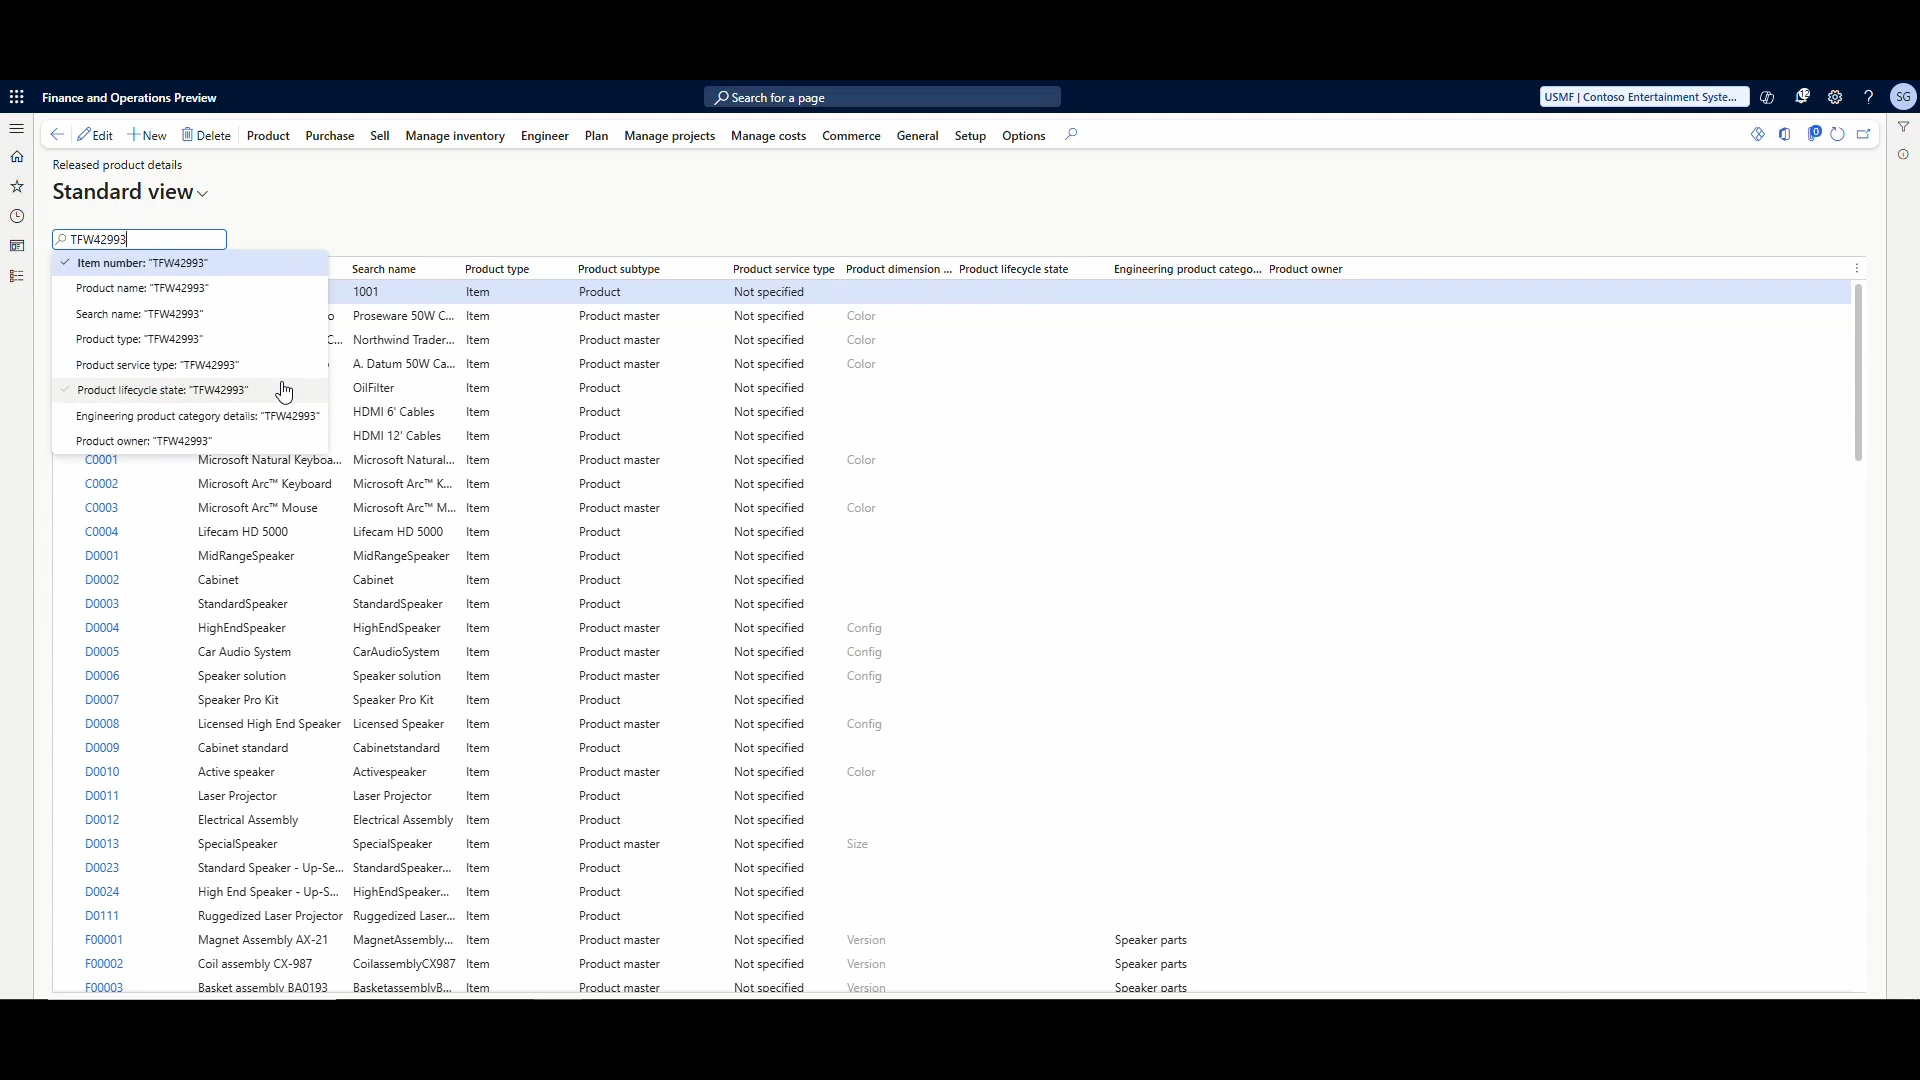 Finance and Operations Preview
Search for a page
USMF | Contoso Entertainment Syste...
12
SG
Edit New Delete Product Purchase Sell Manage inventory Engineer Plan Manage projects Manage costs Commerce General Setup Options
0
Released product details
Standard view
TFW42993
Item number: "TFW42993"
Product name: "TFW42993"
Search name: "TFW42993"
Product type: "TFW42993"
Product service type: "TFW42993"
Product lifecycle state: "TFW42993"
Engineering product category details: "TFW42993"
Product owner: "TFW42993"
Search name Product type Product subtype Product service type Product dimension ... Product lifecycle state Engineering product catego... Product owner
1001 Item Product Not specified
o Proseware 50W C... Item Product master Not specified Color
C... Northwind Trader... Item Product master Not specified Color
A. Datum 50W Ca... Item Product master Not specified Color
OilFilter Item Product Not specified
HDMI 6' Cables Item Product Not specified
HDMI 12' Cables Item Product Not specified
C0001 Microsoft Natural Keyboa... Microsoft Natural... Item Product master Not specified Color
C0002 Microsoft Arc™ Keyboard Microsoft Arc™ K... Item Product Not specified
C0003 Microsoft Arc™ Mouse Microsoft Arc™ M... Item Product master Not specified Color
C0004 Lifecam HD 5000 Lifecam HD 5000 Item Product Not specified
D0001 MidRangeSpeaker MidRangeSpeaker Item Product Not specified
D0002 Cabinet Cabinet Item Product Not specified
D0003 StandardSpeaker StandardSpeaker Item Product Not specified
D0004 HighEndSpeaker HighEndSpeaker Item Product master Not specified Config
D0005 Car Audio System CarAudioSystem Item Product master Not specified Config
D0006 Speaker solution Speaker solution Item Product master Not specified Config
D0007 Speaker Pro Kit Speaker Pro Kit Item Product Not specified
D0008 Licensed High End Speaker Licensed Speaker Item Product master Not specified Config
D0009 Cabinet standard Cabinetstandard Item Product Not specified
D0010 Active speaker Activespeaker Item Product master Not specified Color
D0011 Laser Projector Laser Projector Item Product Not specified
D0012 Electrical Assembly Electrical Assembly Item Product Not specified
D0013 SpecialSpeaker SpecialSpeaker Item Product master Not specified Size
D0023 Standard Speaker - Up-Se... StandardSpeaker... Item Product Not specified
D0024 High End Speaker - Up-S... HighEndSpeaker... Item Product Not specified
D0111 Ruggedized Laser Projector Ruggedized Laser... Item Product Not specified
F00001 Magnet Assembly AX-21 MagnetAssembly... Item Product master Not specified Version Speaker parts
F00002 Coil assembly CX-987 CoilassemblyCX987 Item Product master Not specified Version Speaker parts
F00003 Basket assembly BA0193 BasketassemblyB... Item Product master Not specified Version Speaker parts